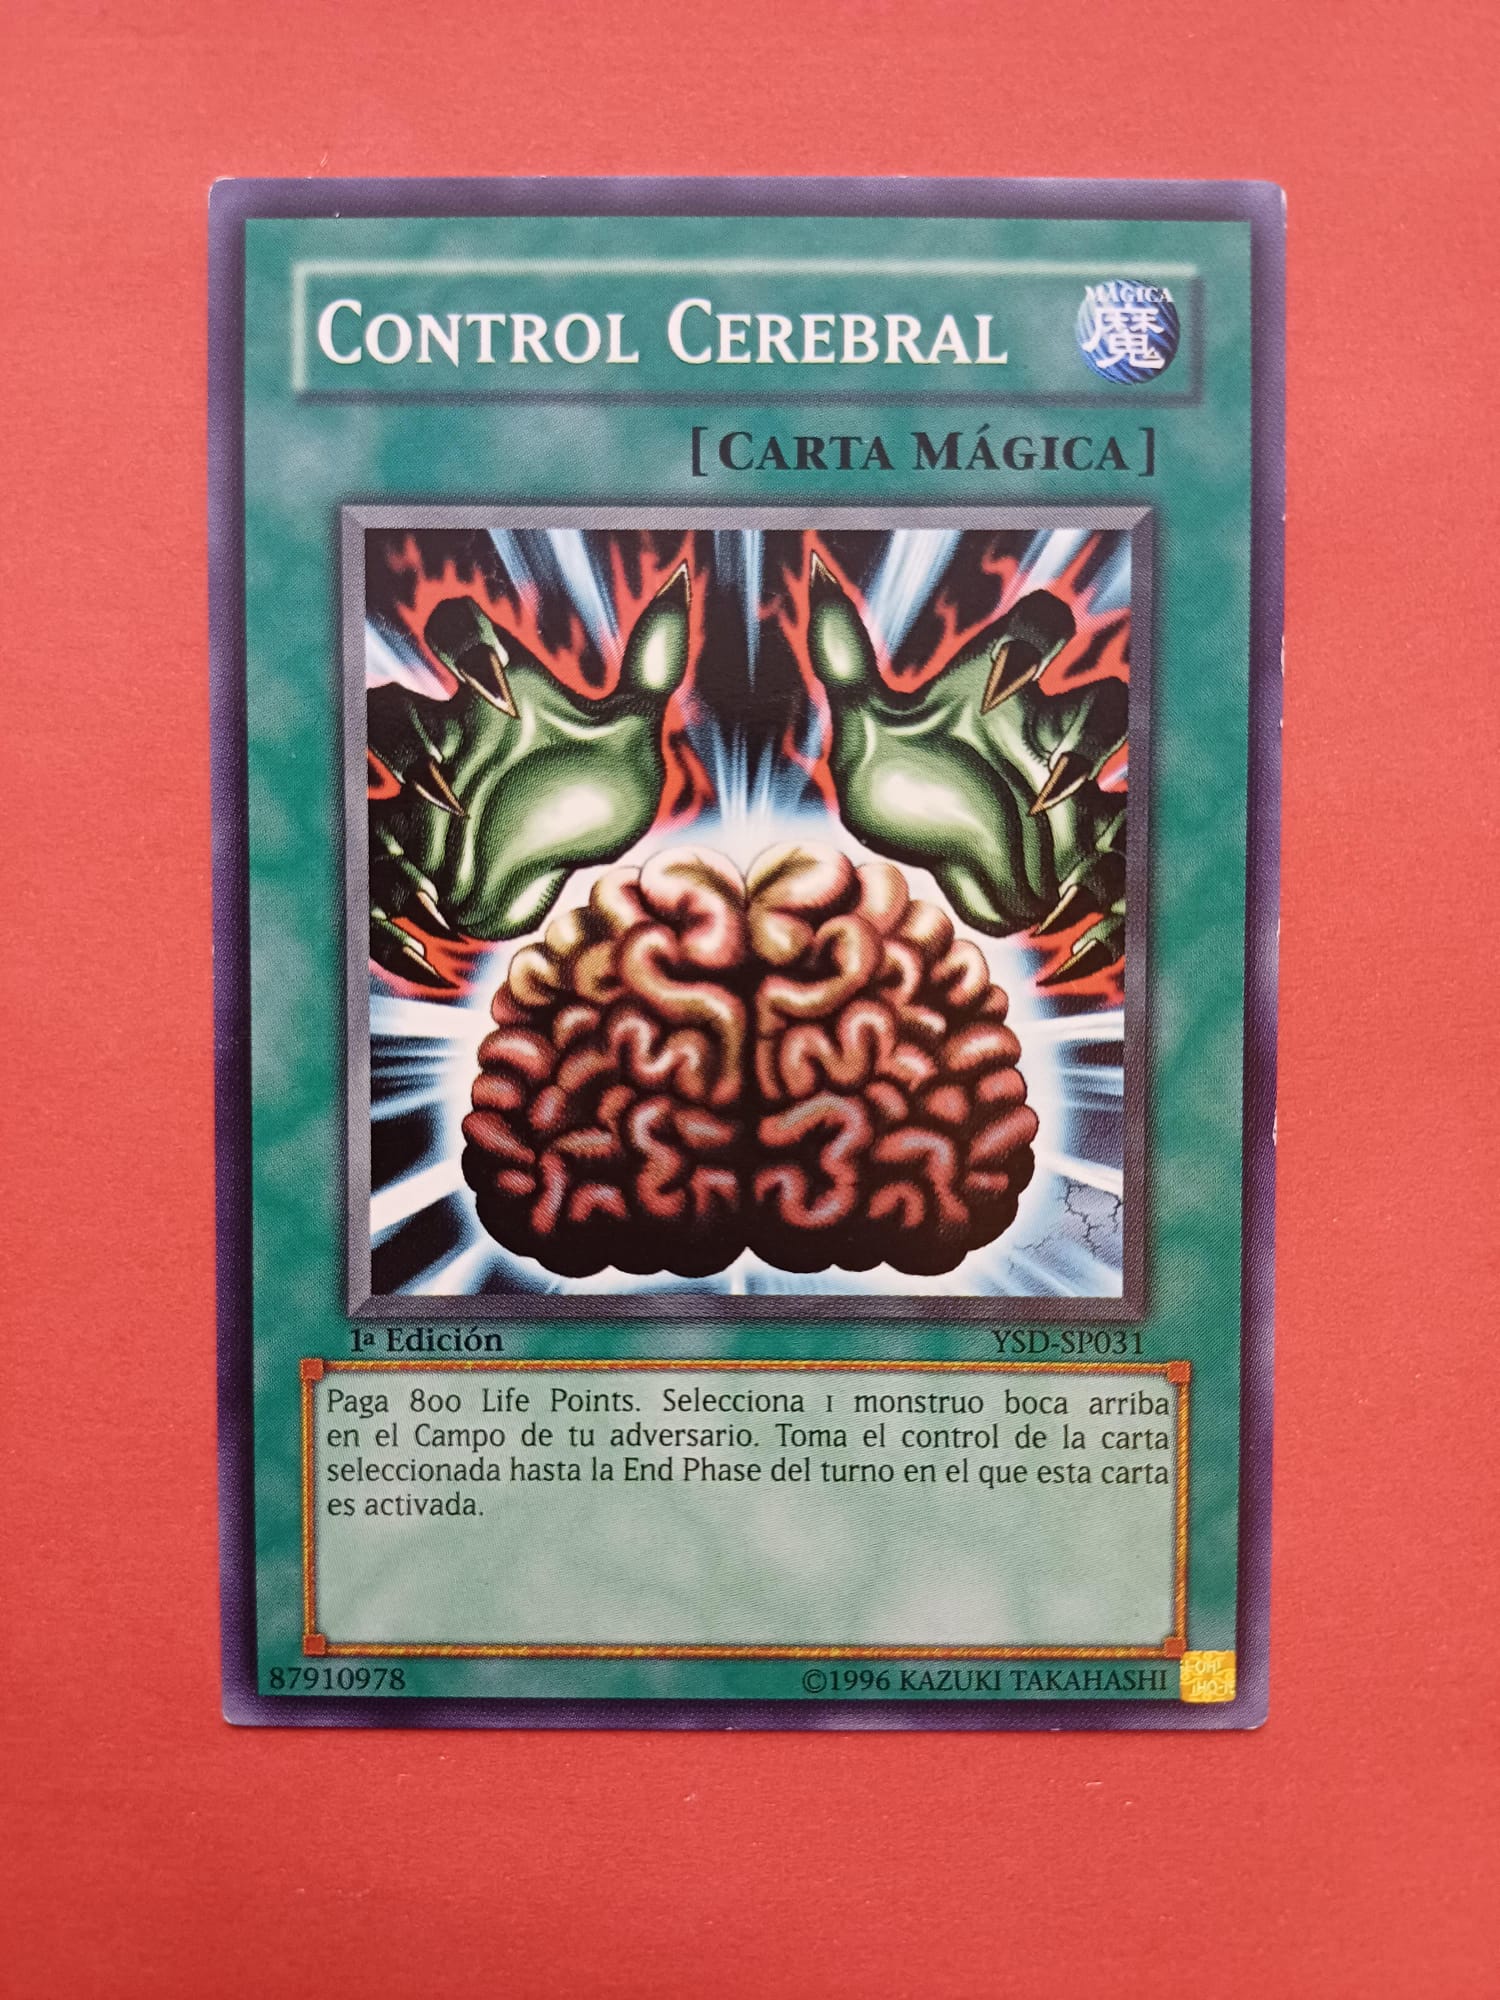 CONTROL CEREBRAL
MÁGICA
魔
[CARTA MÁGICA]
1ª Edición
YSD-SP031
Paga 800 Life Points. Selecciona 1 monstruo boca arriba
en el Campo de tu adversario. Toma el control de la carta
seleccionada hasta la End Phase del turno en el que esta carta
es activada.
87910978
©1996 KAZUKI TAKAHASHI